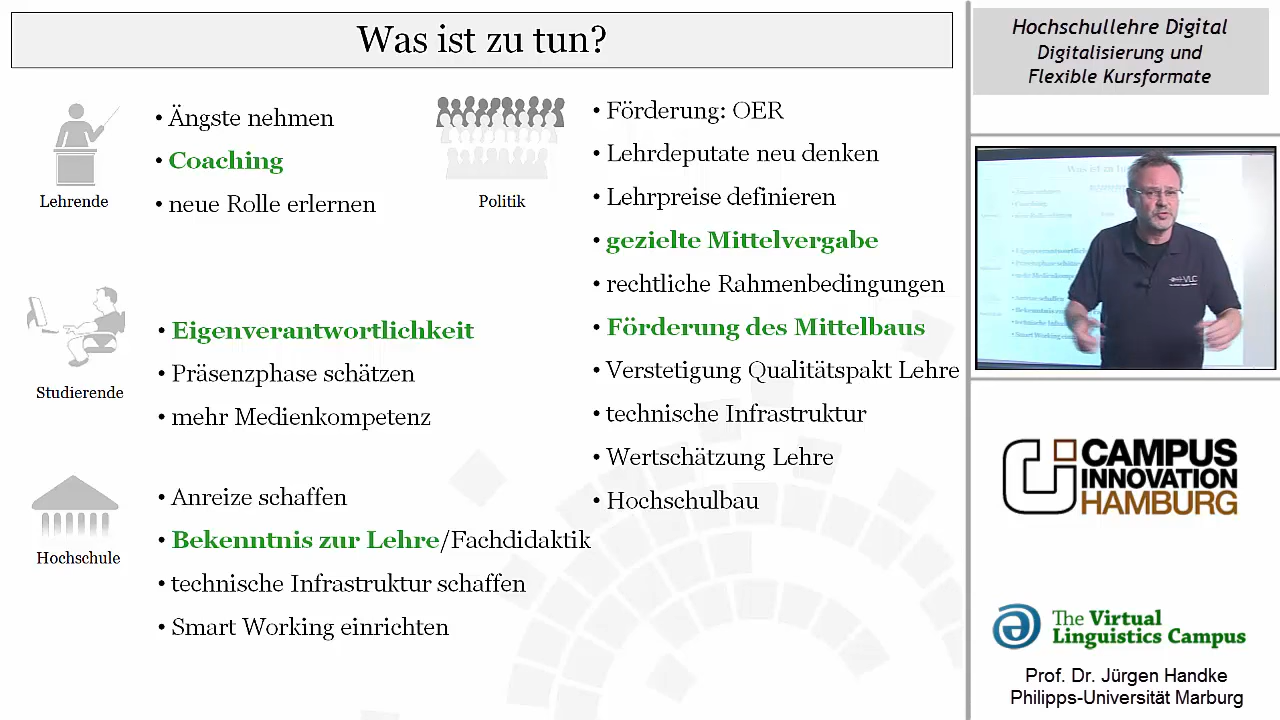 Was ist zu tun?
Lehrende
• Ängste nehmen
• Coaching
• neue Rolle erlernen
Studierende
• Eigenverantwortlichkeit
• Präsenzphase schätzen
• mehr Medienkompetenz
Hochschule
• Anreize schaffen
• Bekenntnis zur Lehre/Fachdidaktik
• technische Infrastruktur schaffen
• Smart Working einrichten
Politik
• Förderung: OER
• Lehrdeputate neu denken
• Lehrpreise definieren
• gezielte Mittelvergabe
• rechtliche Rahmenbedingungen
• Förderung des Mittelbaus
• Verstetigung Qualitätspakt Lehre
• technische Infrastruktur
• Wertschätzung Lehre
• Hochschulbau
Hochschullehre Digital
Digitalisierung und
Flexible Kursformate
VLC
CAMPUS
INNOVATION
HAMBURG
The Virtual
Linguistics Campus
Prof. Dr. Jürgen Handke
Philipps-Universität Marburg